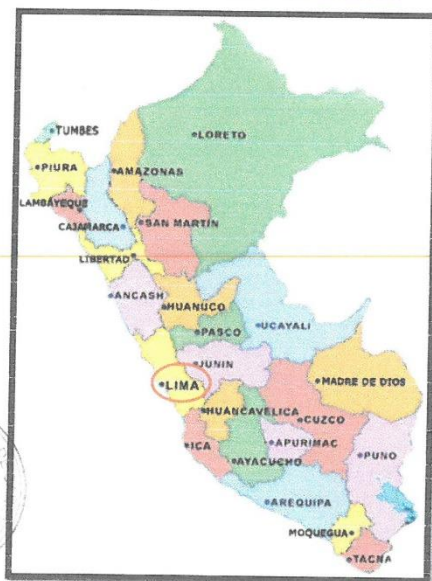 TUMBES
LORETO
PIURA
AMAZONAS
LAMBAYEQUE
SAN MARTÍN
CAJAMARCA
LIBERTAD
ANCASH
HUANUCO
PASCO
UCAYALI
JUNIN
LIMA
MADRE DE DIOS
HUANCAVELICA
CUZCO
ICA
APURIMAC
PUNO
AYACUCHO
AREQUIPA
MOQUEGUA
TACNA